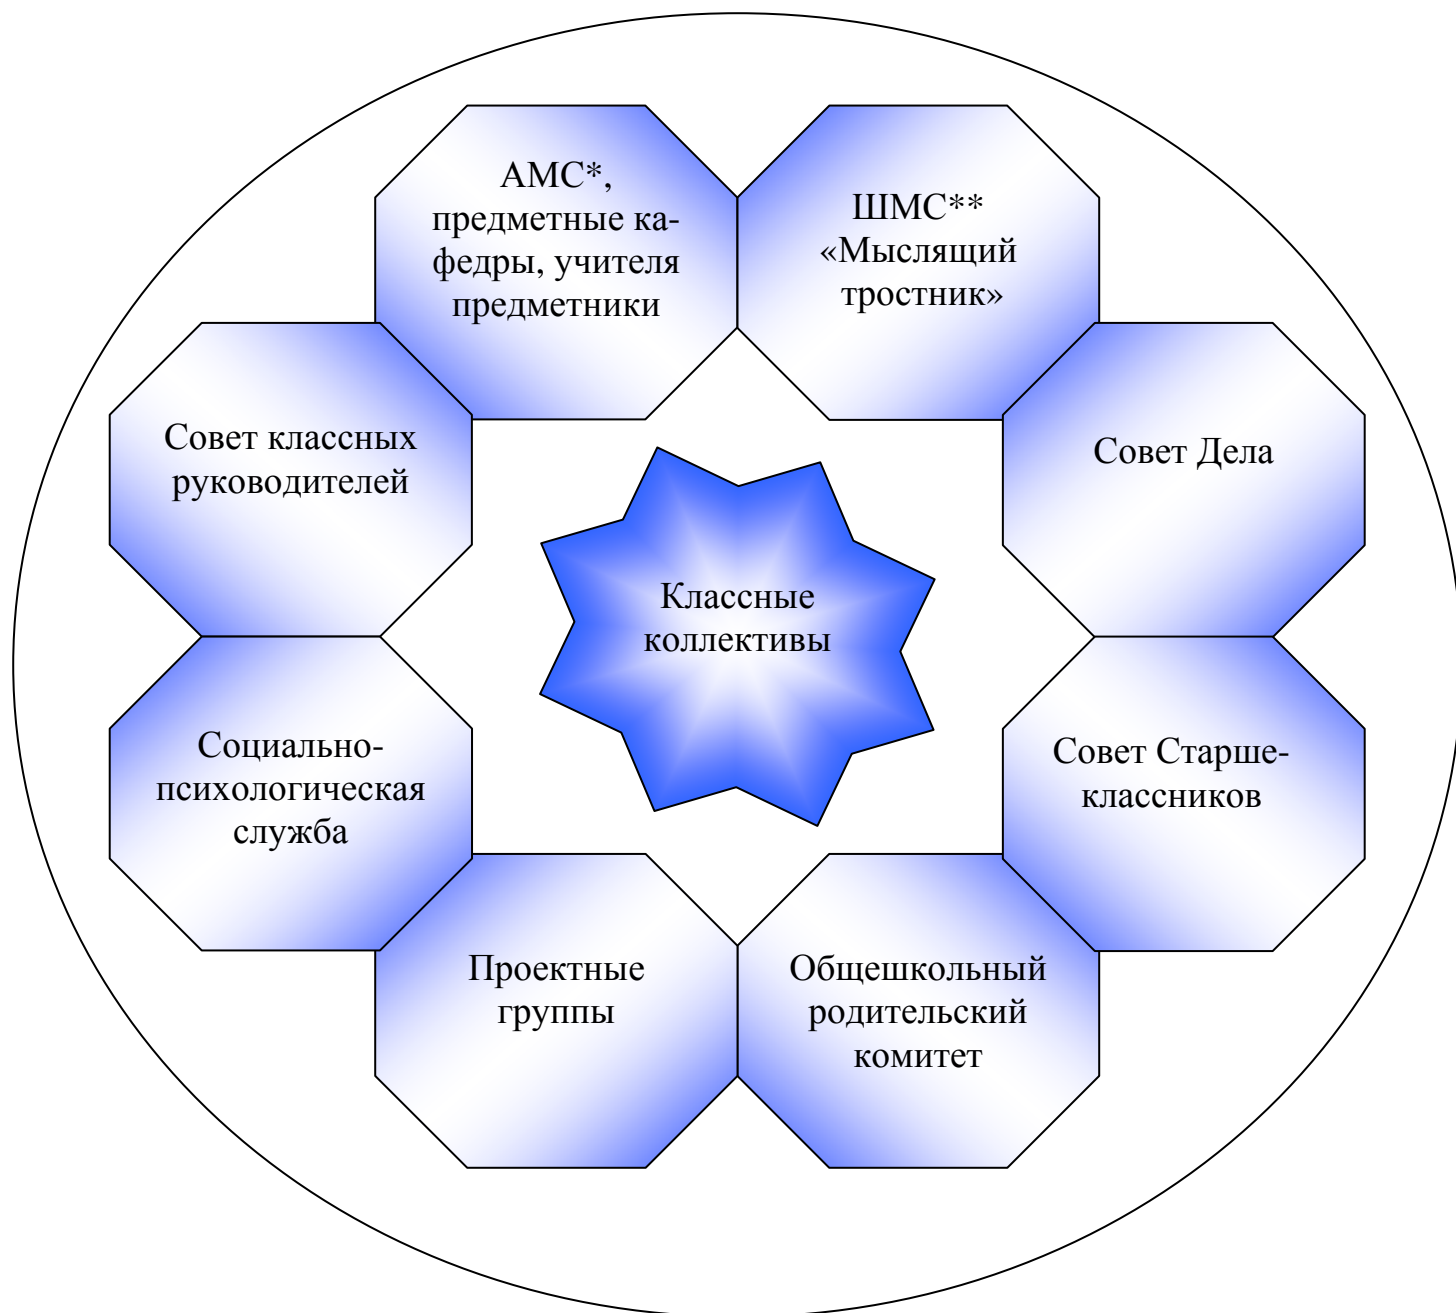 АМС*,
предметные ка-
федры, учителя
предметники
ШМС**
«Мыслящий
тростник»
Совет классных
руководителей
Совет Дела
Классные
коллективы
Социально-
психологическая
служба
Совет Старше-
классников
Проектные
группы
Общешкольный
родительский
комитет